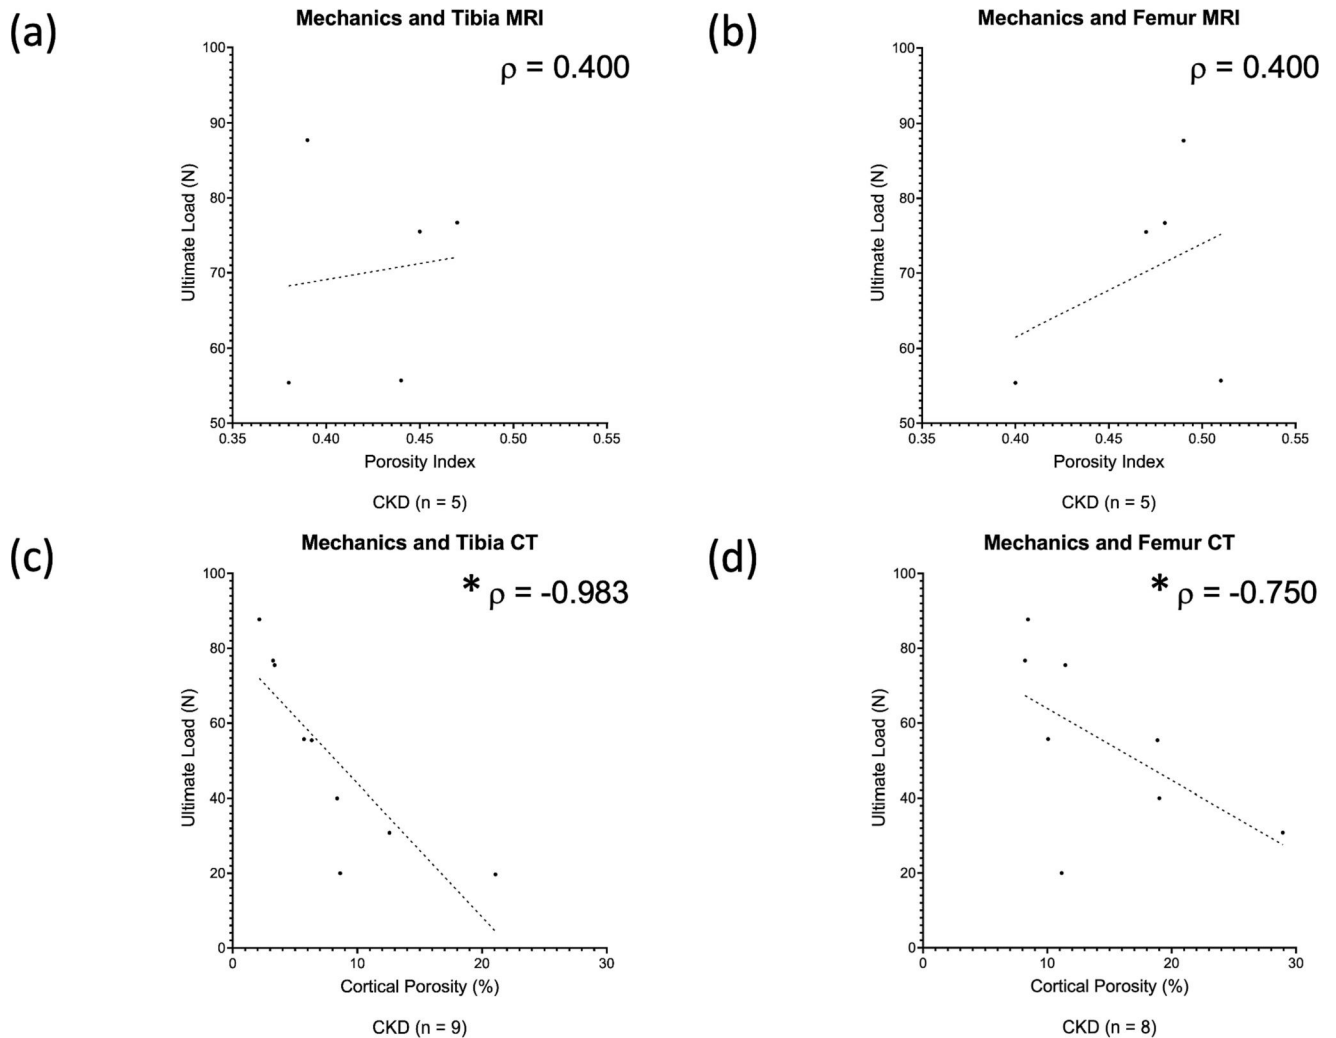 (a)
Mechanics and Tibia MRI
ρ = 0.400
100
90
80
70
60
50
Ultimate Load (N)
0.35
0.40
0.45
0.50
0.55
Porosity Index
CKD (n = 5)
(b)
Mechanics and Femur MRI
ρ = 0.400
100
90
80
70
60
50
Ultimate Load (N)
0.35
0.40
0.45
0.50
0.55
Porosity Index
CKD (n = 5)
(c)
Mechanics and Tibia CT
* ρ = -0.983
100
80
60
40
20
0
Ultimate Load (N)
0
10
20
30
Cortical Porosity (%)
CKD (n = 9)
(d)
Mechanics and Femur CT
* ρ = -0.750
100
80
60
40
20
0
Ultimate Load (N)
0
10
20
30
Cortical Porosity (%)
CKD (n = 8)